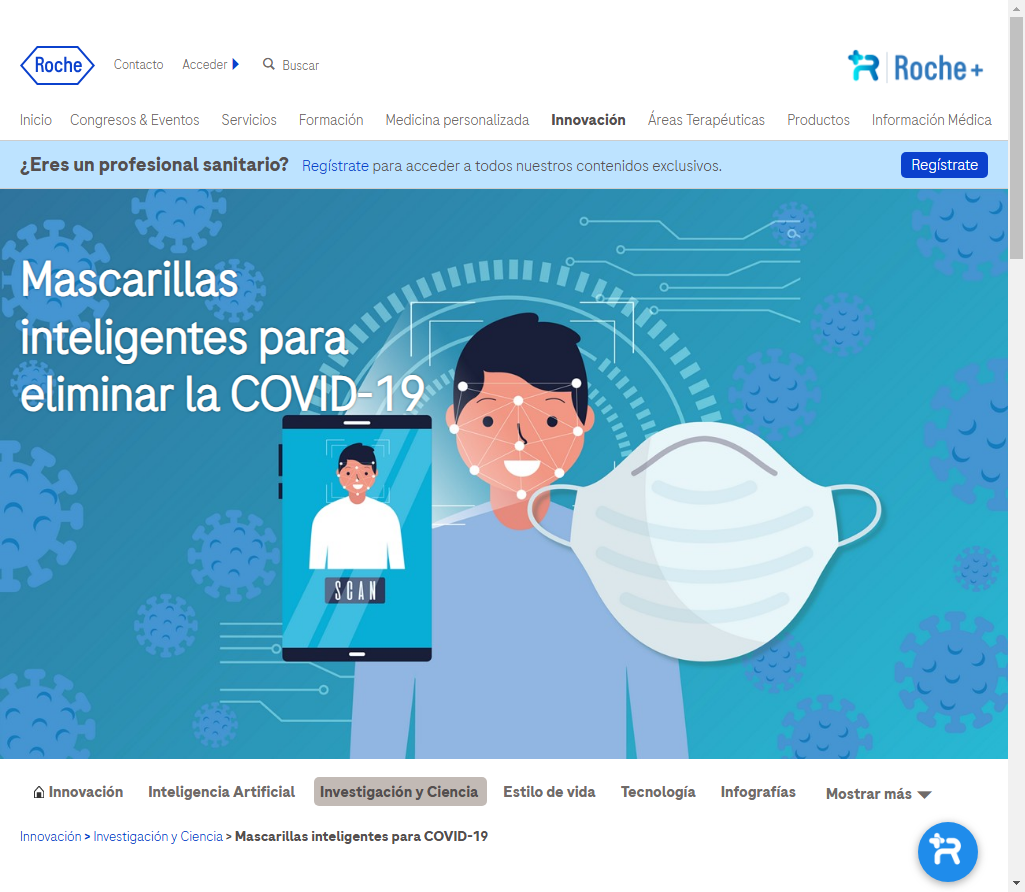 Roche
Contacto
Acceder
Buscar
Roche+
Inicio
Congresos & Eventos
Servicios
Formación
Medicina personalizada
Innovación
Áreas Terapéuticas
Productos
Información Médica
¿Eres un profesional sanitario? Regístrate para acceder a todos nuestros contenidos exclusivos.
Regístrate
Mascarillas
inteligentes para
eliminar la COVID-19
SCAN
Innovación
Inteligencia Artificial
Investigación y Ciencia
Estilo de vida
Tecnología
Infografías
Mostrar más
Innovación > Investigación y Ciencia > Mascarillas inteligentes para COVID-19